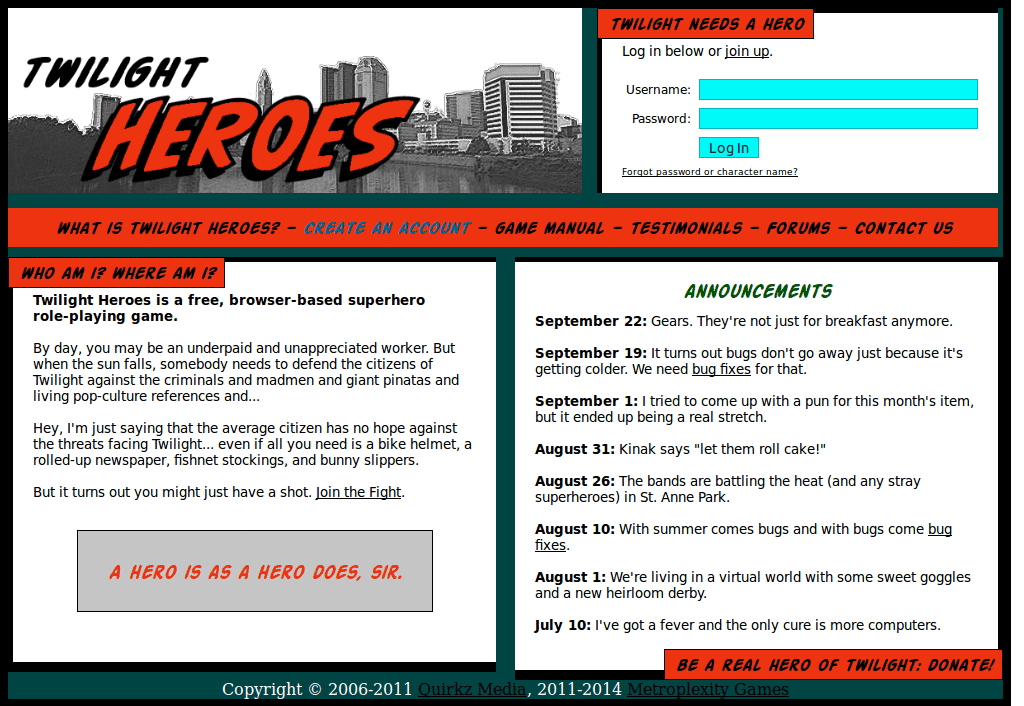 TWILIGHT
HEROES
TWILIGHT NEEDS A HERO
Log in below or join up.
Username:
Password:
Log In
Forgot password or character name?
WHAT IS TWILIGHT HEROES? - CREATE AN ACCOUNT - GAME MANUAL - TESTIMONIALS - FORUMS - CONTACT US
WHO AM I? WHERE AM I?
Twilight Heroes is a free, browser-based superhero
role-playing game.
By day, you may be an underpaid and unappreciated worker. But
when the sun falls, somebody needs to defend the citizens of
Twilight against the criminals and madmen and giant pinatas and
living pop-culture references and...
Hey, I'm just saying that the average citizen has no hope against
the threats facing Twilight... even if all you need is a bike helmet, a
rolled-up newspaper, fishnet stockings, and bunny slippers.
But it turns out you might just have a shot. Join the Fight.
A HERO IS AS A HERO DOES, SIR.
ANNOUNCEMENTS
September 22: Gears. They're not just for breakfast anymore.
September 19: It turns out bugs don't go away just because it's
getting colder. We need bug fixes for that.
September 1: I tried to come up with a pun for this month's item,
but it ended up being a real stretch.
August 31: Kinak says "let them roll cake!"
August 26: The bands are battling the heat (and any stray
superheroes) in St. Anne Park.
August 10: With summer comes bugs and with bugs come bug
fixes.
August 1: We're living in a virtual world with some sweet goggles
and a new heirloom derby.
July 10: I've got a fever and the only cure is more computers.
BE A REAL HERO OF TWILIGHT: DONATE!
Copyright © 2006-2011 Quirkz Media, 2011-2014 Metroplexity Games